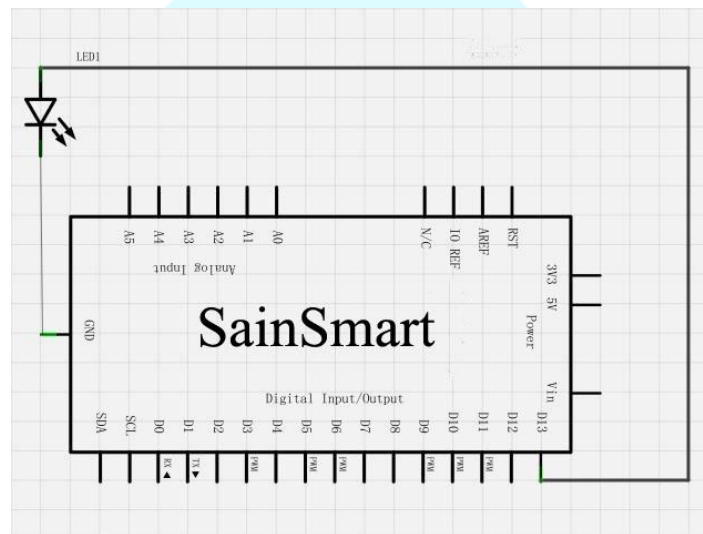 LED1
A5
A4
A3
A2
A1
A0
N/C
IO REF
AREF
RST
Analog Input
3V3
5V
Power
Vin
GND
SainSmart
Digital Input/Output
SDA
SCL
D0
D1
D2
D3
D4
D5
D6
D7
D8
D9
D10
D11
D12
D13
RX
TX
PWM
PWM
PWM
PWM
PWM
PWM